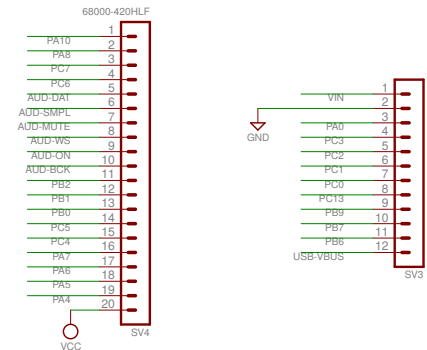 68000-420HLF
1
PA10
2
PA8
3
PC7
4
PC6
5
AUD-DAT
6
AUD-SMPL
7
AUD-MUTE
8
AUD-WS
9
AUD-ON
10
AUD-BCK
11
PB2
12
PB1
13
PB0
14
PC5
15
PC4
16
PA7
17
PA6
18
PA5
19
PA4
20
VCC
SV4
1
VIN
2
GND
3
PA0
4
PC3
5
PC2
6
PC1
7
PC0
8
PC13
9
PB9
10
PB7
11
PB6
12
USB-VBUS
SV3